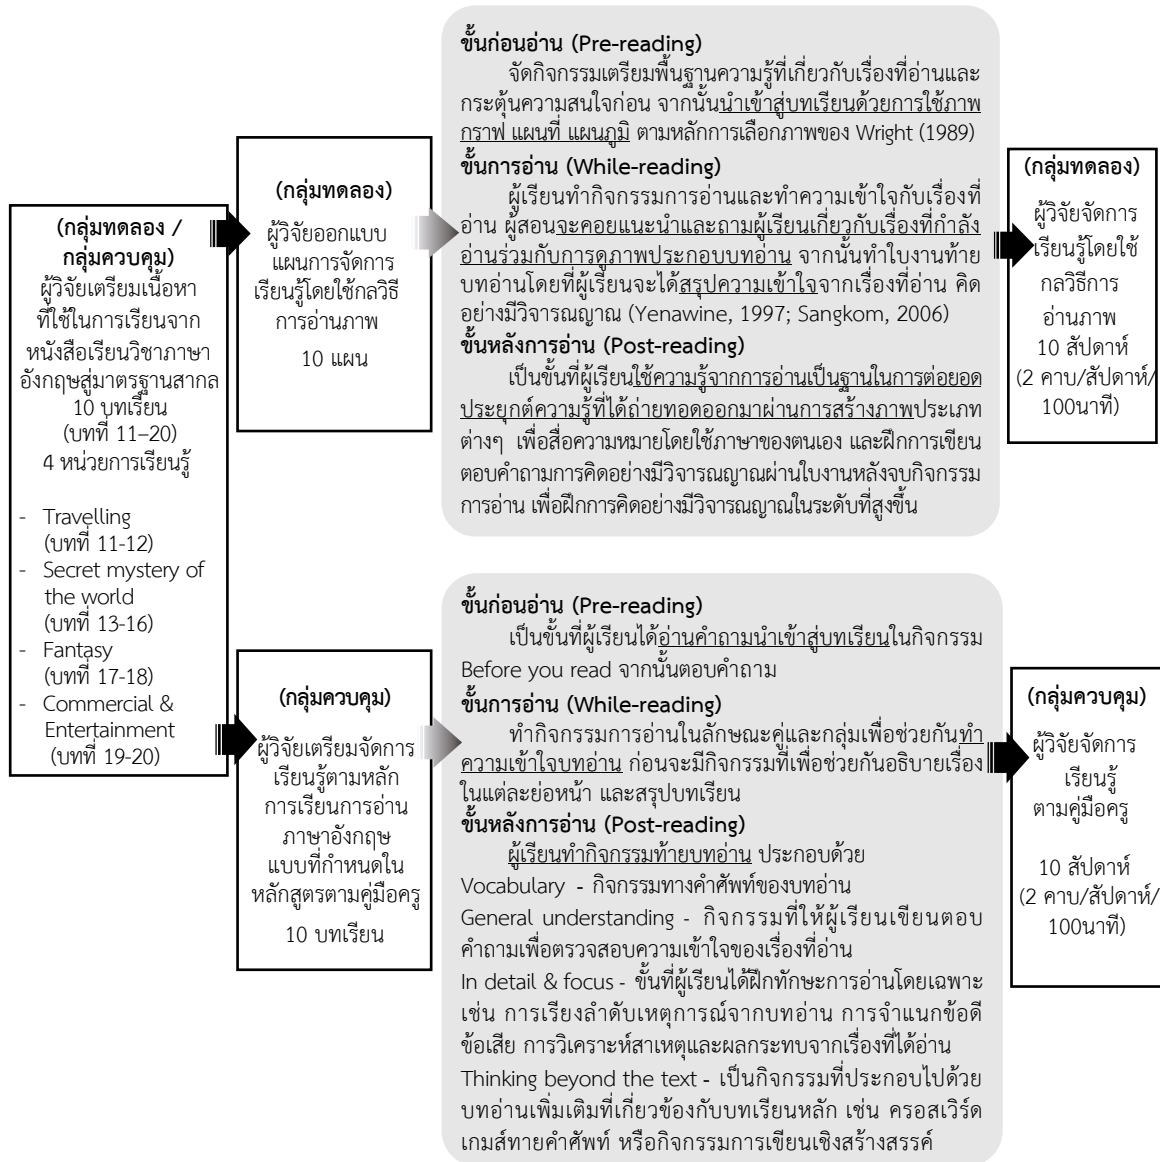 (กลุ่มทดลอง /
กลุ่มควบคุม)
ผู้วิจัยเตรียมเนื้อหา
ที่ใช้ในการเรียนจาก
หนังสือเรียนวิชาภาษา
อังกฤษสู่มาตรฐานสากล
10 บทเรียน
(บทที่ 11–20)
4 หน่วยการเรียนรู้
- Travelling
(บทที่ 11-12)
- Secret mystery of
the world
(บทที่ 13-16)
- Fantasy
(บทที่ 17-18)
- Commercial &
Entertainment
(บทที่ 19-20)
(กลุ่มทดลอง)
ผู้วิจัยออกแบบ
แผนการจัดการ
เรียนรู้โดยใช้กลวิธี
การอ่านภาพ
10 แผน
ขั้นก่อนอ่าน (Pre-reading)
จัดกิจกรรมเตรียมพื้นฐานความรู้ที่เกี่ยวกับเรื่องที่อ่านและ
กระตุ้นความสนใจก่อน จากนั้นนำเข้าสู่บทเรียนด้วยการใช้ภาพ
กราฟ แผนที่ แผนภูมิ ตามหลักการเลือกภาพของ Wright (1989)
ขั้นการอ่าน (While-reading)
ผู้เรียนทำกิจกรรมการอ่านและทำความเข้าใจกับเรื่องที่
อ่าน ผู้สอนจะคอยแนะนำและถามผู้เรียนเกี่ยวกับเรื่องที่กำลัง
อ่านร่วมกับการดูภาพประกอบบทอ่าน จากนั้นทำใบงานท้าย
บทอ่านโดยที่ผู้เรียนจะได้สรุปความเข้าใจจากเรื่องที่อ่าน คิด
อย่างมีวิจารณญาณ (Yenawine, 1997; Sangkom, 2006)
ขั้นหลังการอ่าน (Post-reading)
เป็นขั้นที่ผู้เรียนใช้ความรู้จากการอ่านเป็นฐานในการต่อยอด
ประยุกต์ความรู้ที่ได้ถ่ายทอดออกมาผ่านการสร้างภาพประเภท
ต่างๆ เพื่อสื่อความหมายโดยใช้ภาษาของตนเอง และฝึกการเขียน
ตอบคำถามการคิดอย่างมีวิจารณญาณผ่านใบงานหลังจบกิจกรรม
การอ่าน เพื่อฝึกการคิดอย่างมีวิจารณญาณในระดับที่สูงขึ้น
(กลุ่มทดลอง)
ผู้วิจัยจัดการ
เรียนรู้โดยใช้
กลวิธีการ
อ่านภาพ
10 สัปดาห์
(2 คาบ/สัปดาห์/
100นาที)
(กลุ่มควบคุม)
ผู้วิจัยเตรียมจัดการ
เรียนรู้ตามหลัก
การเรียนการอ่าน
ภาษาอังกฤษ
แบบที่กำหนดใน
หลักสูตรตามคู่มือครู
10 บทเรียน
ขั้นก่อนอ่าน (Pre-reading)
เป็นขั้นที่ผู้เรียนได้อ่านคำถามนำเข้าสู่บทเรียนในกิจกรรม
Before you read จากนั้นตอบคำถาม
ขั้นการอ่าน (While-reading)
ทำกิจกรรมการอ่านในลักษณะคู่และกลุ่มเพื่อช่วยกันทำ
ความเข้าใจบทอ่าน ก่อนจะมีกิจกรรมที่เพื่อช่วยกันอธิบายเรื่อง
ในแต่ละย่อหน้า และสรุปบทเรียน
ขั้นหลังการอ่าน (Post-reading)
ผู้เรียนทำกิจกรรมท้ายบทอ่าน ประกอบด้วย
Vocabulary - กิจกรรมทางคำศัพท์ของบทอ่าน
General understanding - กิจกรรมที่ให้ผู้เรียนเขียนตอบ
คำถามเพื่อตรวจสอบความเข้าใจของเรื่องที่อ่าน
In detail & focus - ขั้นที่ผู้เรียนได้ฝึกทักษะการอ่านโดยเฉพาะ
เช่น การเรียงลำดับเหตุการณ์จากบทอ่าน การจำแนกข้อดี
ข้อเสีย การวิเคราะห์สาเหตุและผลกระทบจากเรื่องที่ได้อ่าน
Thinking beyond the text - เป็นกิจกรรมที่ประกอบไปด้วย
บทอ่านเพิ่มเติมที่เกี่ยวข้องกับบทเรียนหลัก เช่น ครอสเวิร์ด
เกมส์ทายคำศัพท์ หรือกิจกรรมการเขียนเชิงสร้างสรรค์
(กลุ่มควบคุม)
ผู้วิจัยจัดการ
เรียนรู้
ตามคู่มือครู
10 สัปดาห์
(2 คาบ/สัปดาห์/
100นาที)